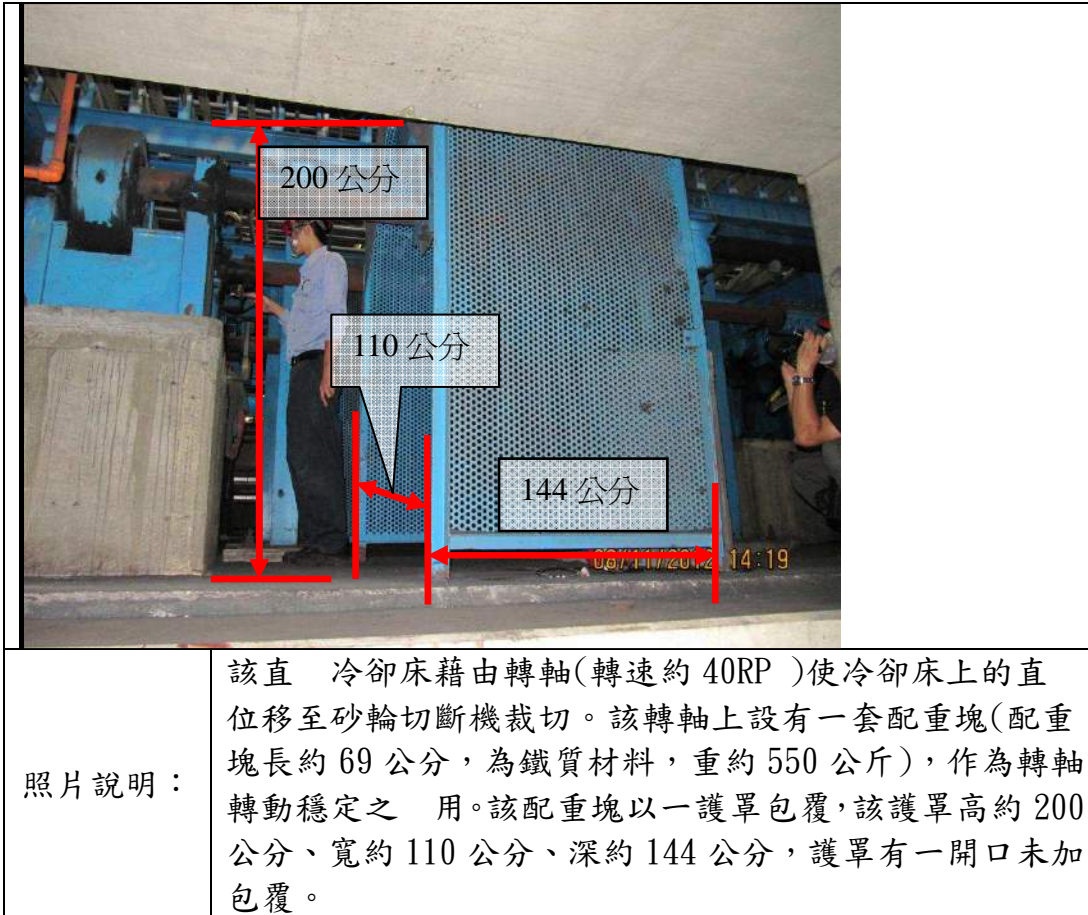 200 公分
110 公分
144 公分
08/11/2012 14:19
照片說明：
該直 冷卻床藉由轉軸(轉速約 40RP )使冷卻床上的直
位移至砂輪切斷機裁切。該轉軸上設有一套配重塊(配重
塊長約 69 公分，為鐵質材料，重約 550 公斤)，作為轉軸
轉動穩定之 用。該配重塊以一護罩包覆，該護罩高約 200
公分、寬約 110 公分、深約 144 公分，護罩有一開口未加
包覆。